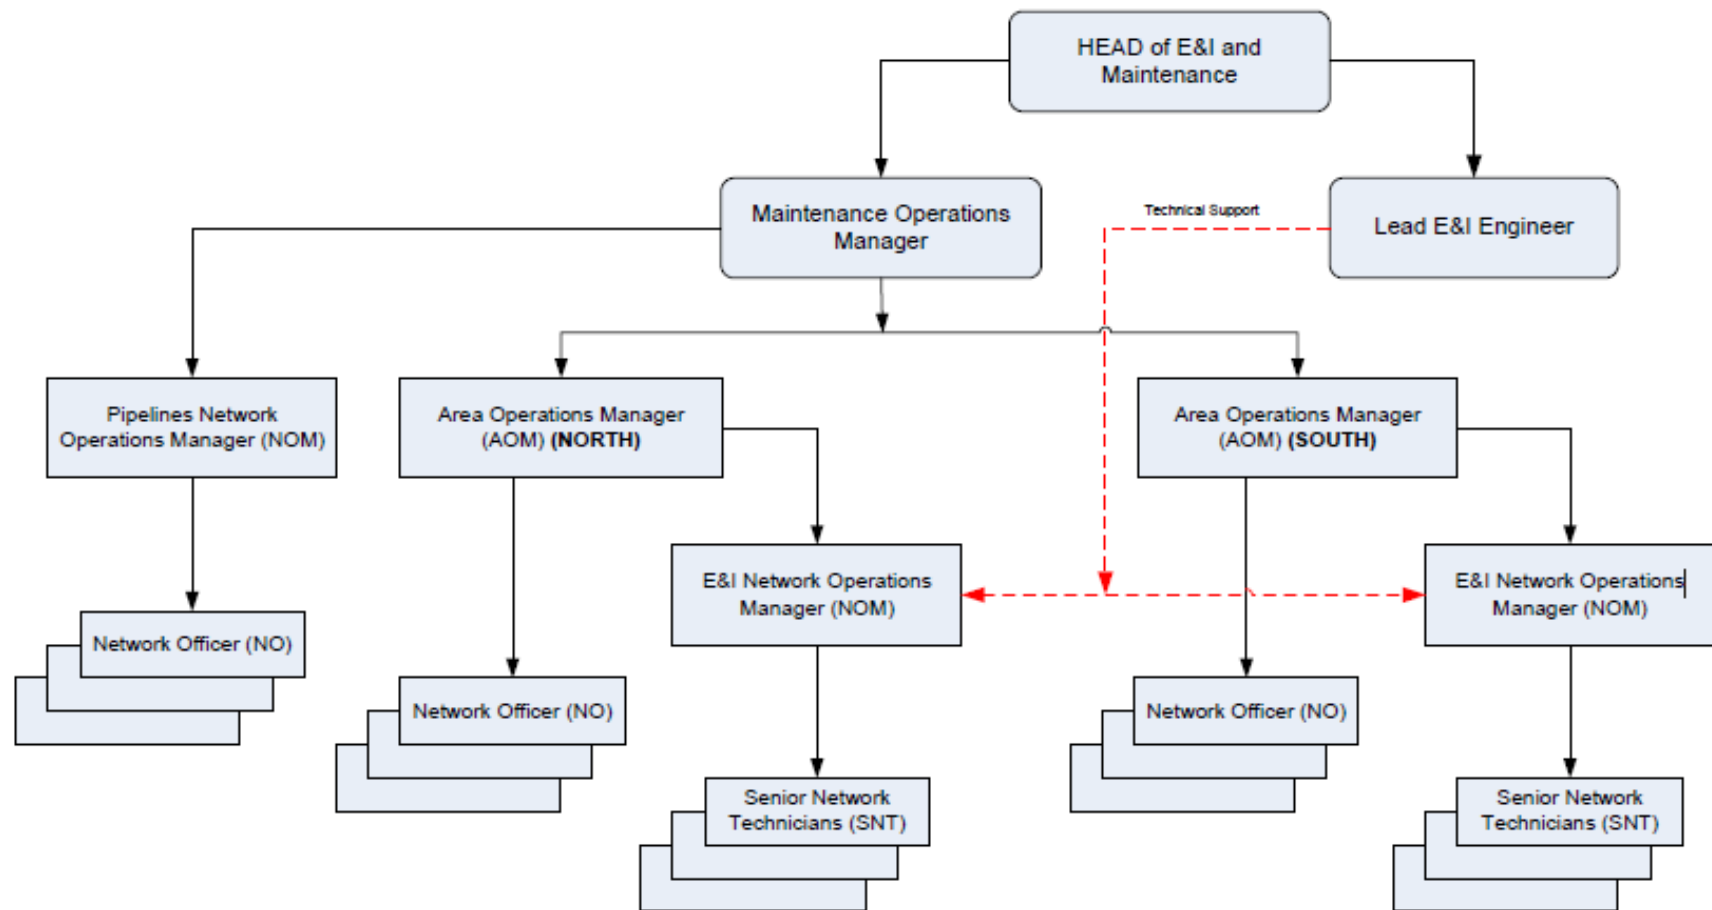 HEAD of E&I and
Maintenance
Maintenance Operations
Manager
Technical Support
Lead E&I Engineer
Pipelines Network
Operations Manager (NOM)
Area Operations Manager
(AOM) (NORTH)
Area Operations Manager
(AOM) (SOUTH)
E&I Network Operations
Manager (NOM)
E&I Network Operations
Manager (NOM)
Network Officer (NO)
Network Officer (NO)
Network Officer (NO)
Senior Network
Technicians (SNT)
Senior Network
Technicians (SNT)